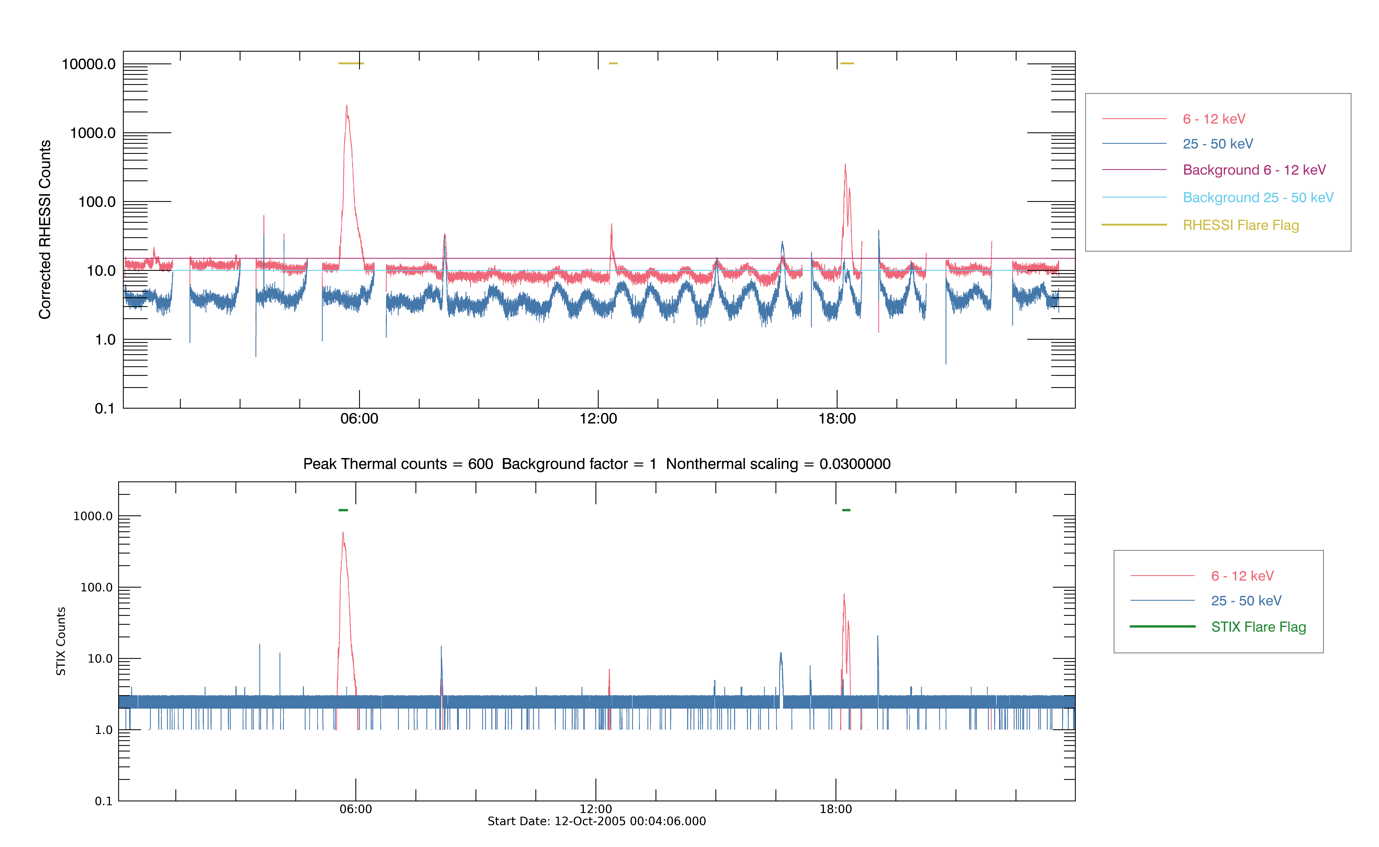 10000.0
1000.0
100.0
10.0
1.0
0.1
Corrected RHESSI Counts
06:00
12:00
18:00
6 - 12 keV
25 - 50 keV
Background 6 - 12 keV
Background 25 - 50 keV
RHESSI Flare Flag
Peak Thermal counts = 600 Background factor = 1 Nonthermal scaling = 0.0300000
1000.0
100.0
10.0
1.0
0.1
STIX Counts
06:00
12:00
18:00
Start Date: 12-Oct-2005 00:04:06.000
6 - 12 keV
25 - 50 keV
STIX Flare Flag